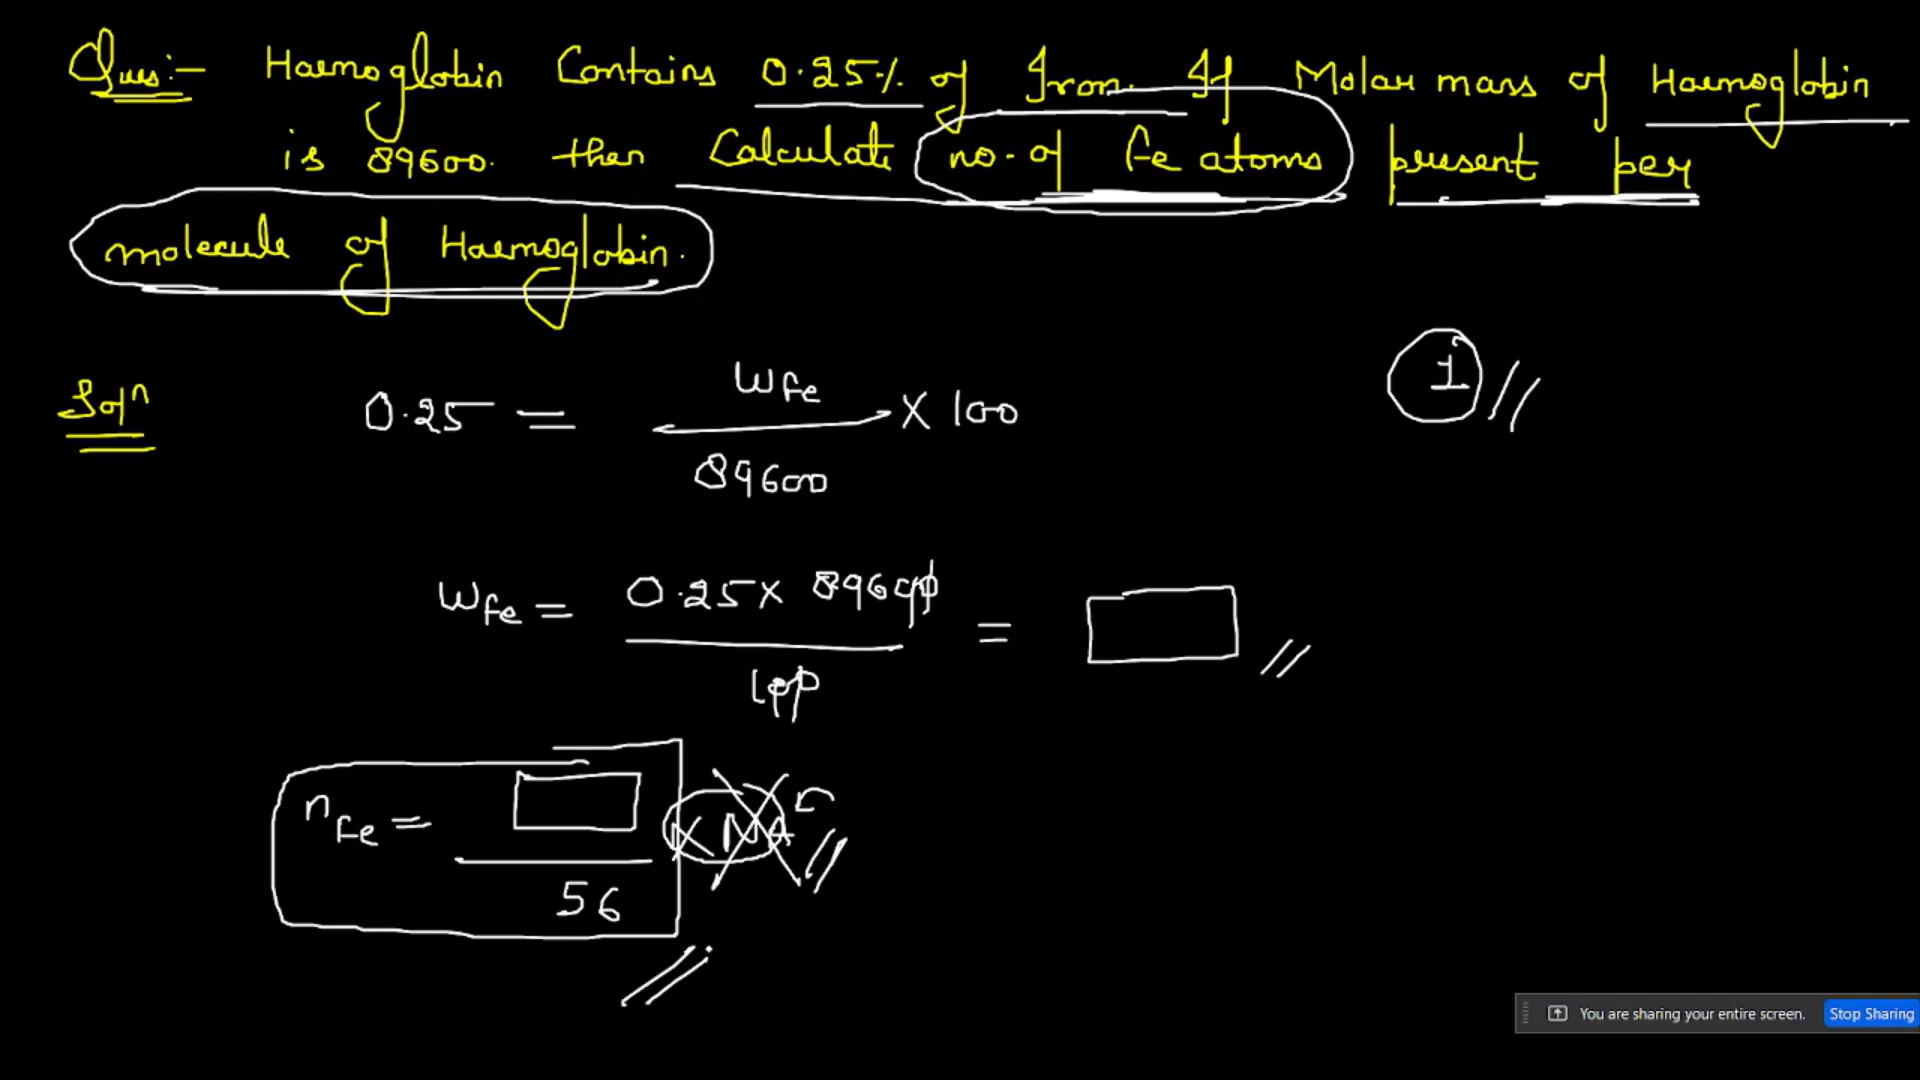 Ques:- Haemoglobin Contains 0.25% of Iron. If Molar mass of Haemoglobin
is 89600. then Calculate no. of Fe atoms present per
molecule of Haemoglobin.
1 //
Solⁿ 0.25 = WFe / 89600 × 100
WFe = 0.25 × 89600 / 100 = //
nFe = / 56 × NA //
You are sharing your entire screen. Stop Sharing